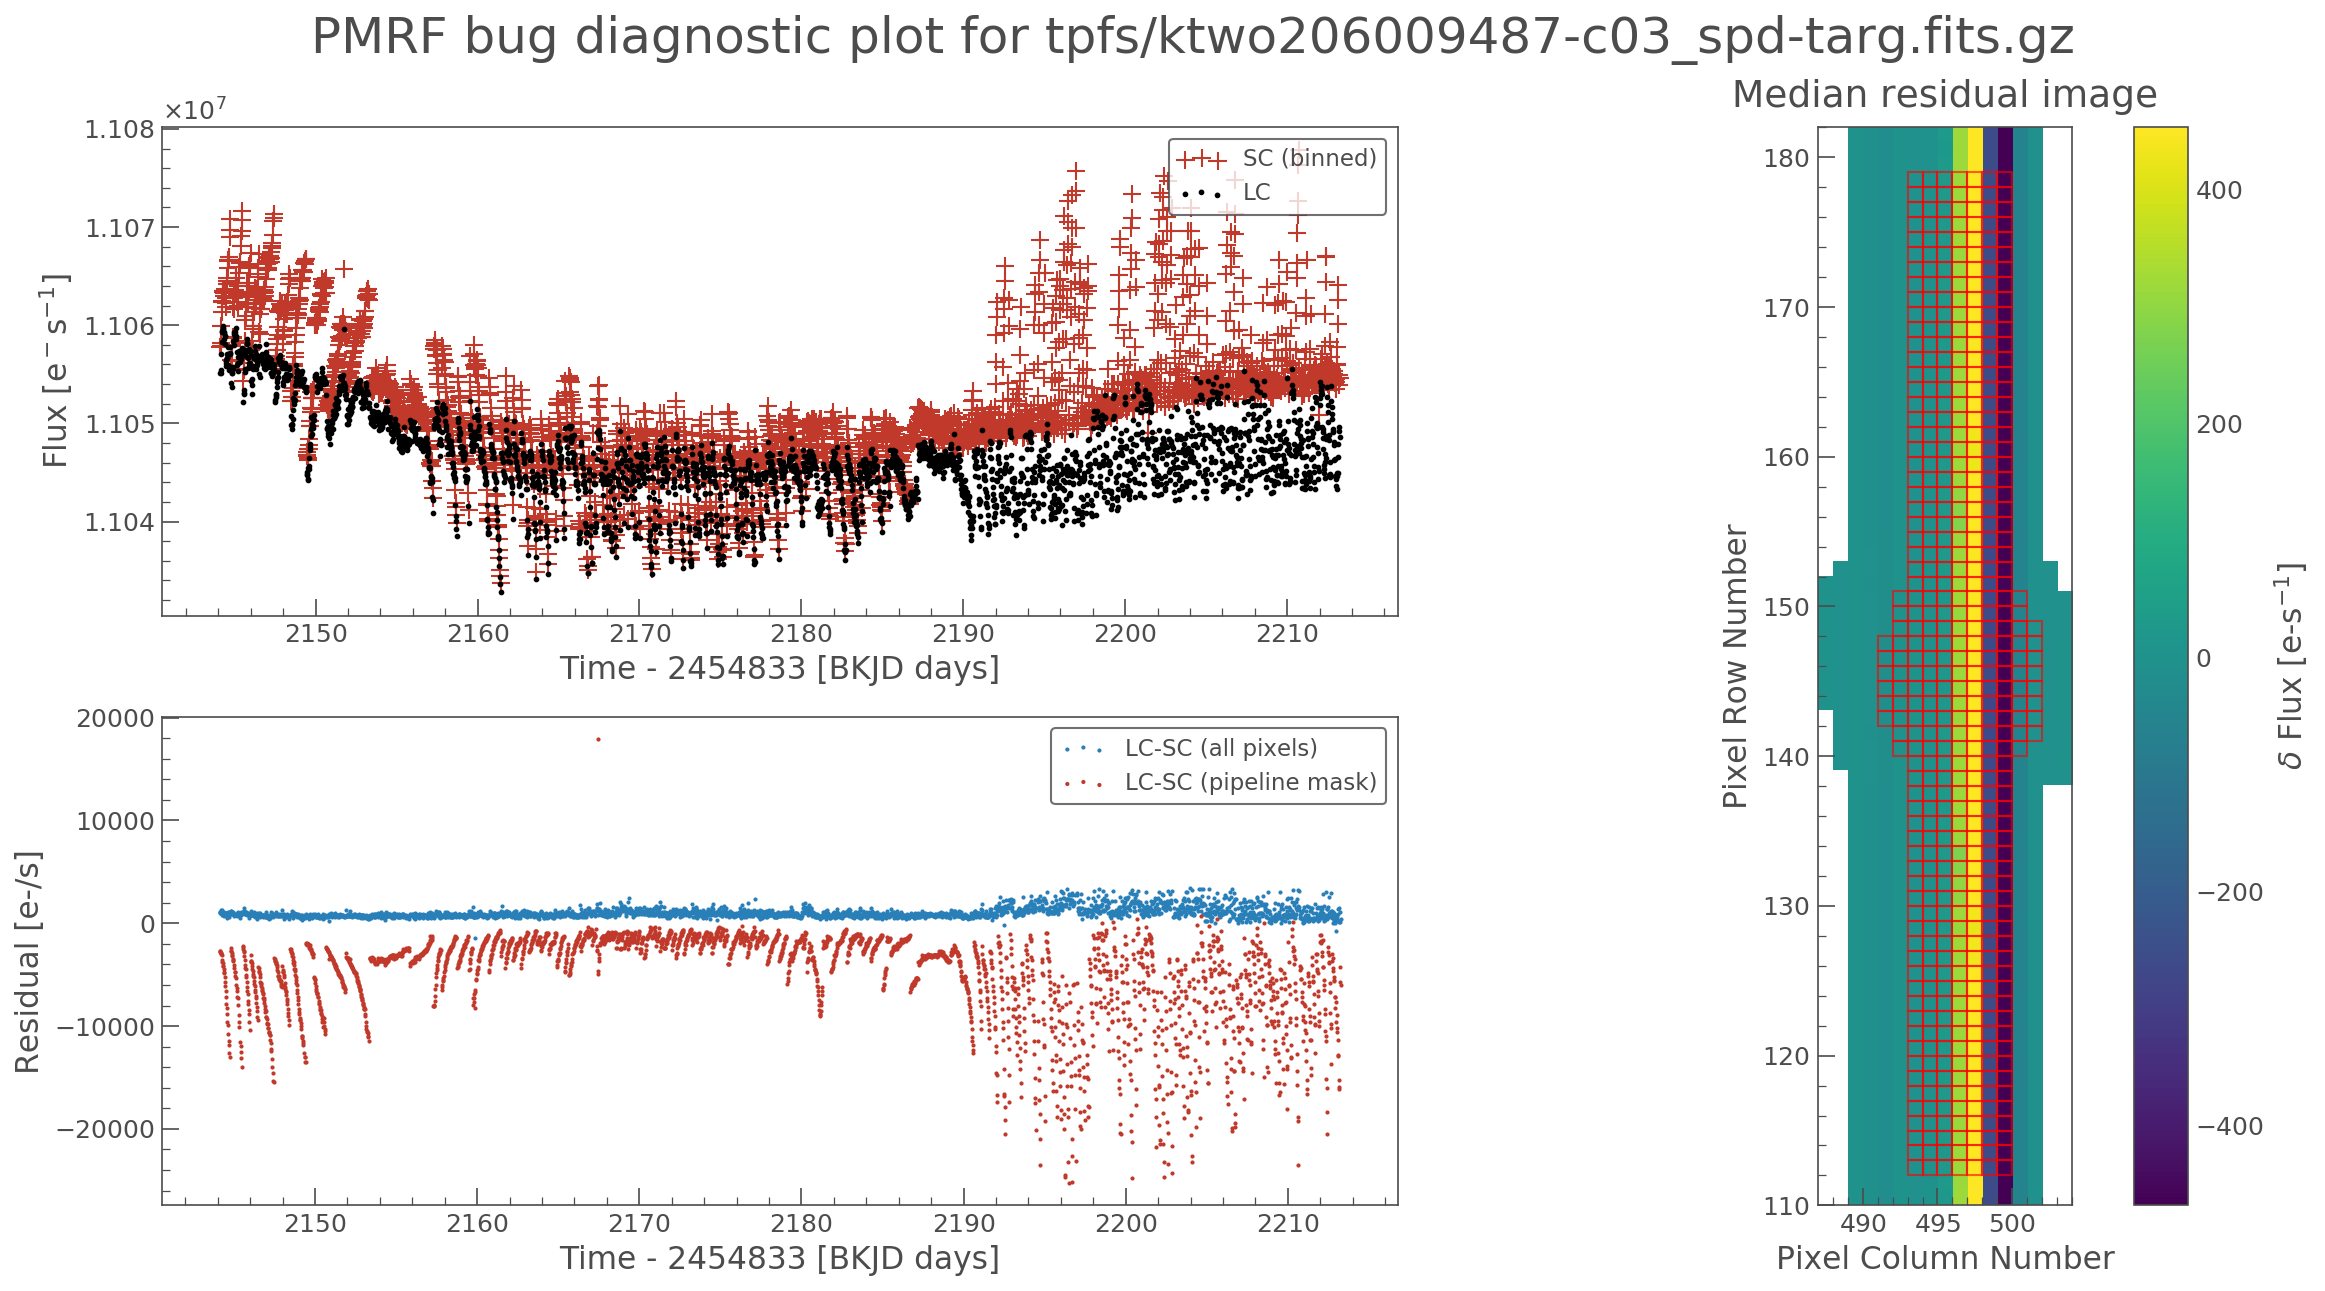 PMRF bug diagnostic plot for tpfs/ktwo206009487-c03_spd-targ.fits.gz
×10⁷
1.108
1.107
1.106
1.105
1.104
Flux [e⁻s⁻¹]
SC (binned)
LC
2150 2160 2170 2180 2190 2200 2210
Time - 2454833 [BKJD days]
20000
10000
0
−10000
−20000
Residual [e-/s]
LC-SC (all pixels)
LC-SC (pipeline mask)
2150 2160 2170 2180 2190 2200 2210
Time - 2454833 [BKJD days]
Median residual image
180
170
160
150
140
130
120
110
Pixel Row Number
490 495 500
Pixel Column Number
400
200
0
−200
−400
δ Flux [e-s⁻¹]